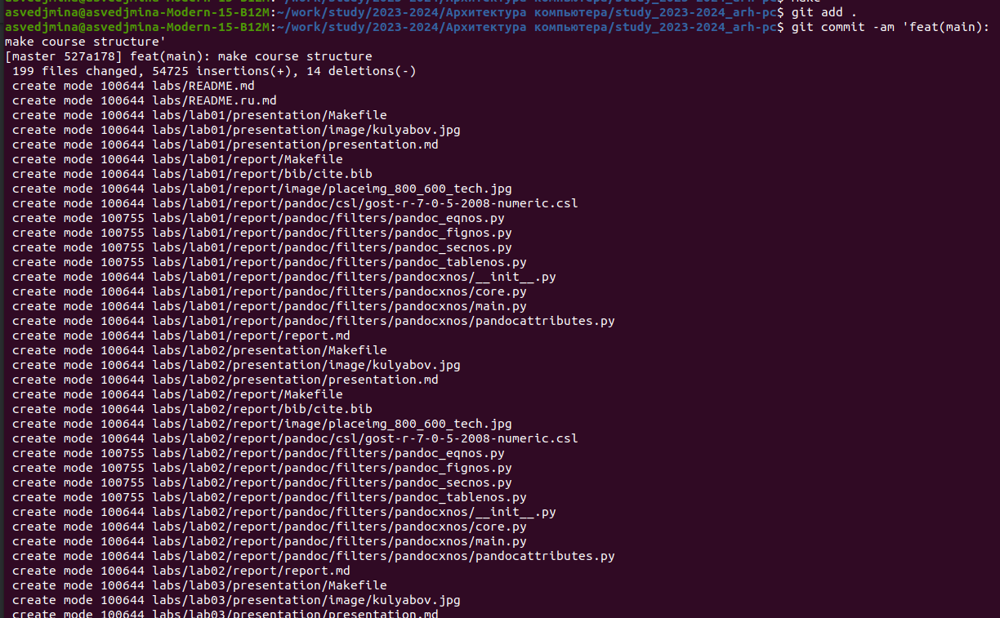 asvedjmina@asvedjmina-Modern-15-B12M:~/work/study/2023-2024/Архитектура компьютера/study_2023-2024_arh-pc$ make
asvedjmina@asvedjmina-Modern-15-B12M:~/work/study/2023-2024/Архитектура компьютера/study_2023-2024_arh-pc$ git add .
asvedjmina@asvedjmina-Modern-15-B12M:~/work/study/2023-2024/Архитектура компьютера/study_2023-2024_arh-pc$ git commit -am 'feat(main):
make course structure'
[master 527a178] feat(main): make course structure
 199 files changed, 54725 insertions(+), 14 deletions(-)
 create mode 100644 labs/README.md
 create mode 100644 labs/README.ru.md
 create mode 100644 labs/lab01/presentation/Makefile
 create mode 100644 labs/lab01/presentation/image/kulyabov.jpg
 create mode 100644 labs/lab01/presentation/presentation.md
 create mode 100644 labs/lab01/report/Makefile
 create mode 100644 labs/lab01/report/bib/cite.bib
 create mode 100644 labs/lab01/report/image/placeimg_800_600_tech.jpg
 create mode 100644 labs/lab01/report/pandoc/csl/gost-r-7-0-5-2008-numeric.csl
 create mode 100755 labs/lab01/report/pandoc/filters/pandoc_eqnos.py
 create mode 100755 labs/lab01/report/pandoc/filters/pandoc_fignos.py
 create mode 100755 labs/lab01/report/pandoc/filters/pandoc_secnos.py
 create mode 100755 labs/lab01/report/pandoc/filters/pandoc_tablenos.py
 create mode 100644 labs/lab01/report/pandoc/filters/pandocxnos/__init__.py
 create mode 100644 labs/lab01/report/pandoc/filters/pandocxnos/core.py
 create mode 100644 labs/lab01/report/pandoc/filters/pandocxnos/main.py
 create mode 100644 labs/lab01/report/pandoc/filters/pandocxnos/pandocattributes.py
 create mode 100644 labs/lab01/report/report.md
 create mode 100644 labs/lab02/presentation/Makefile
 create mode 100644 labs/lab02/presentation/image/kulyabov.jpg
 create mode 100644 labs/lab02/presentation/presentation.md
 create mode 100644 labs/lab02/report/Makefile
 create mode 100644 labs/lab02/report/bib/cite.bib
 create mode 100644 labs/lab02/report/image/placeimg_800_600_tech.jpg
 create mode 100644 labs/lab02/report/pandoc/csl/gost-r-7-0-5-2008-numeric.csl
 create mode 100755 labs/lab02/report/pandoc/filters/pandoc_eqnos.py
 create mode 100755 labs/lab02/report/pandoc/filters/pandoc_fignos.py
 create mode 100755 labs/lab02/report/pandoc/filters/pandoc_secnos.py
 create mode 100755 labs/lab02/report/pandoc/filters/pandoc_tablenos.py
 create mode 100644 labs/lab02/report/pandoc/filters/pandocxnos/__init__.py
 create mode 100644 labs/lab02/report/pandoc/filters/pandocxnos/core.py
 create mode 100644 labs/lab02/report/pandoc/filters/pandocxnos/main.py
 create mode 100644 labs/lab02/report/pandoc/filters/pandocxnos/pandocattributes.py
 create mode 100644 labs/lab02/report/report.md
 create mode 100644 labs/lab03/presentation/Makefile
 create mode 100644 labs/lab03/presentation/image/kulyabov.jpg
 create mode 100644 labs/lab03/presentation/presentation.md